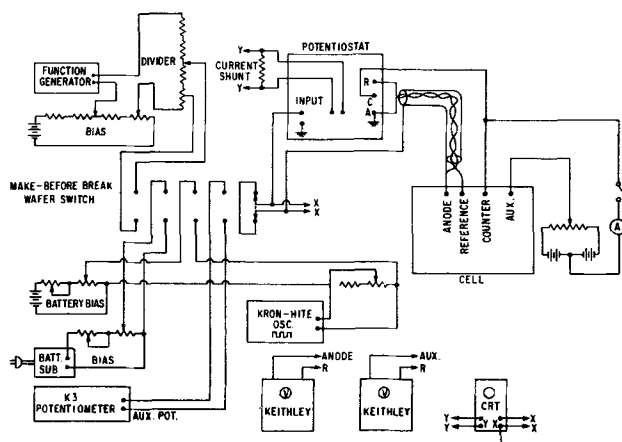 FUNCTION
GENERATOR
DIVIDER
BIAS
Y
CURRENT
SHUNT
Y
POTENTIOSTAT
R
INPUT
C
A
MAKE-BEFORE BREAK
WAFER SWITCH
X
X
ANODE
REFERENCE
COUNTER
AUX.
CELL
A
BATTERY BIAS
BATT.
SUB
BIAS
KRON-HITE
OSC.
K3
POTENTIOMETER
AUX. POT.
ANODE
R
V
KEITHLEY
AUX.
R
V
KEITHLEY
CRT
Y Y X X
Y X